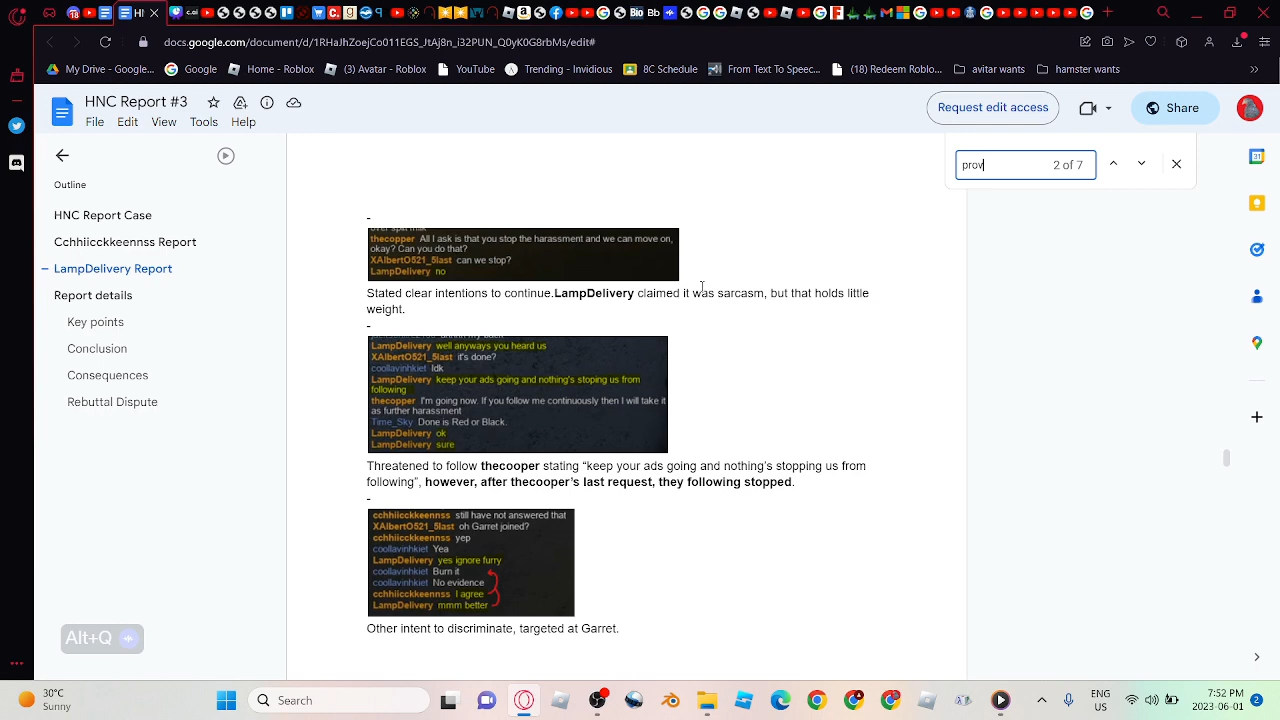 HI
docs.google.com/document/d/1RHaJhZoejCo011EGS_JtAj8n_i32PUN_Q0yK0G8rbMs/edit#
My Drive - Google...
Google
Home - Roblox
(3) Avatar - Roblox
YouTube
Trending - Invidious
8C Schedule
From Text To Speec...
(18) Redeem Roblo...
avitar wants
hamster wants
HNC Report #3
File Edit View Tools Help
Request edit access
Share
prov
2 of 7
Outline
HNC Report Case
Cchhiicckkeennss Report
LampDelivery Report
Report details
Key points
Conclusion
Consequences
Rebuttal Dispute
-
over spilt milk
thecopper All I ask is that you stop the harassment and we can move on,
okay? Can you do that?
XAlbertO521_5last can we stop?
LampDelivery no
Stated clear intentions to continue.LampDelivery claimed it was sarcasm, but that holds little
weight.
-
LampDelivery well anyways you heard us
XAlbertO521_5last it's done?
coollavinhkiet Idk
LampDelivery keep your ads going and nothing's stoping us from
following
thecopper I'm going now. If you follow me continuously then I will take it
as further harassment
Time_Sky Done is Red or Black.
LampDelivery ok
LampDelivery sure
Threatened to follow thecopper stating “keep your ads going and nothing’s stopping us from
following”, however, after thecopper’s last request, they following stopped.
-
cchhiicckkeennss still have not answered that
XAlbertO521_5last oh Garret joined?
cchhiicckkeennss yep
coollavinhkiet Yea
LampDelivery yes ignore furry
coollavinhkiet Burn it
coollavinhkiet No evidence
cchhiicckkeennss I agree
LampDelivery mmm better
Other intent to discriminate, targeted at Garret.
Alt+Q
30°C
Sunny
Search
ENG
US
7:52 PM
2023-06-01
2